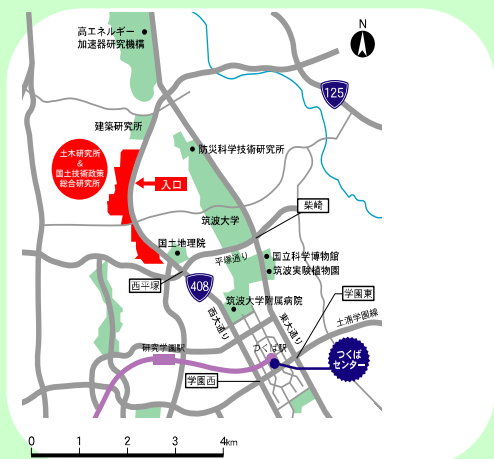 高エネルギー
加速器研究機構
N
125
建築研究所
土木研究所
&
国土技術政策
総合研究所
防災科学技術研究所
入口
柴崎
筑波大学
国土地理院
平塚通り
国立科学博物館
筑波実験植物園
西平塚
408
学園東
筑波大学附属病院
西大通り
東大通り
土浦学園線
研究学園駅
つくば駅
つくば
センター
学園西
0 1 2 3 4km